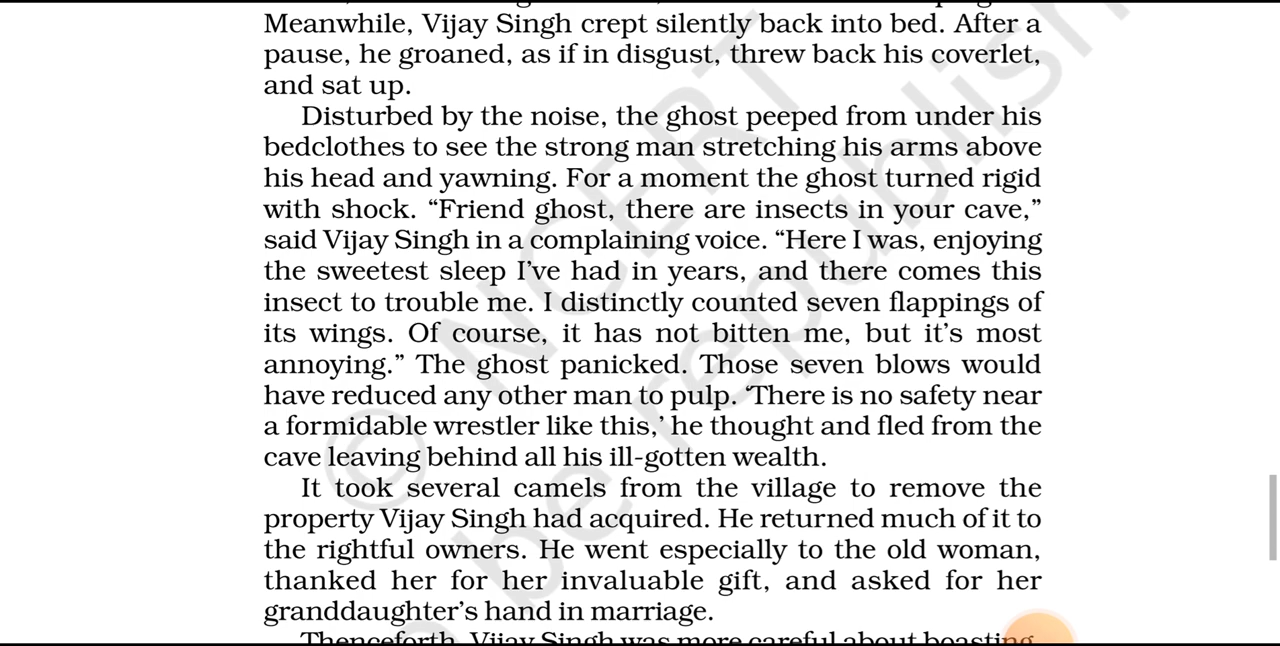 Meanwhile, Vijay Singh crept silently back into bed. After a
pause, he groaned, as if in disgust, threw back his coverlet,
and sat up.
Disturbed by the noise, the ghost peeped from under his
bedclothes to see the strong man stretching his arms above
his head and yawning. For a moment the ghost turned rigid
with shock. “Friend ghost, there are insects in your cave,”
said Vijay Singh in a complaining voice. “Here I was, enjoying
the sweetest sleep I’ve had in years, and there comes this
insect to trouble me. I distinctly counted seven flappings of
its wings. Of course, it has not bitten me, but it’s most
annoying.” The ghost panicked. Those seven blows would
have reduced any other man to pulp. ‘There is no safety near
a formidable wrestler like this,’ he thought and fled from the
cave leaving behind all his ill-gotten wealth.
It took several camels from the village to remove the
property Vijay Singh had acquired. He returned much of it to
the rightful owners. He went especially to the old woman,
thanked her for her invaluable gift, and asked for her
granddaughter’s hand in marriage.
Thenceforth, Vijay Singh was more careful about boasting.
© NCERT
be republish